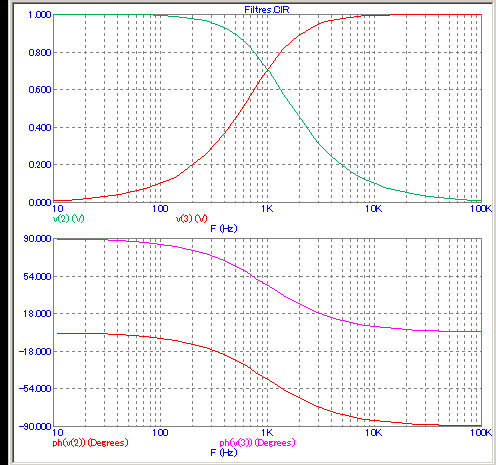 Filtres.CIR
1.000
0.800
0.600
0.400
0.200
0.000
10 100 1K 10K 100K
v(2) (V) v(3) (V)
F (Hz)
90.000
54.000
18.000
-18.000
-54.000
-90.000
10 100 1K 10K 100K
ph(v(2)) (Degrees) ph(v(3)) (Degrees)
F (Hz)